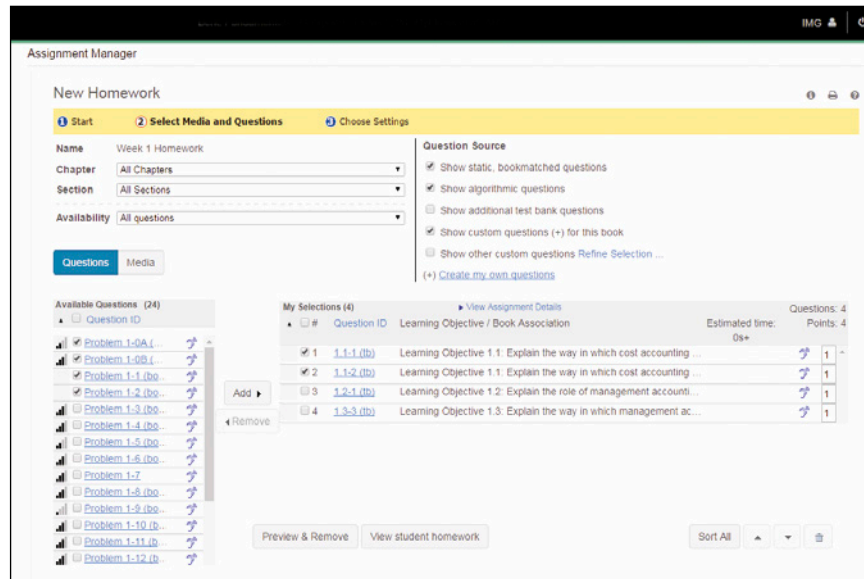 IMG
Assignment Manager
New Homework
1 Start 2 Select Media and Questions 3 Choose Settings
Name Week 1 Homework
Chapter All Chapters
Section All Sections
Availability All questions
Question Source
Show static, bookmatched questions
Show algorithmic questions
Show additional test bank questions
Show custom questions (+) for this book
Show other custom questions Refine Selection ...
(+) Create my own questions
Questions Media
Available Questions (24)
Question ID
Problem 1-0A (...
Problem 1-0B (...
Problem 1-1 (bo...
Problem 1-2 (bo...
Problem 1-3 (bo...
Problem 1-4 (bo...
Problem 1-5 (bo...
Problem 1-6 (bo...
Problem 1-7
Problem 1-8 (bo...
Problem 1-9 (bo...
Problem 1-10 (b...
Problem 1-11 (b...
Problem 1-12 (b...
Add
Remove
My Selections (4) View Assignment Details Questions: 4
# Question ID Learning Objective / Book Association Estimated time: Points: 4
0s+
1 1.1-1 (tb) Learning Objective 1.1: Explain the way in which cost accounting ... 1
2 1.1-2 (tb) Learning Objective 1.1: Explain the way in which cost accounting ... 1
3 1.2-1 (tb) Learning Objective 1.2: Explain the role of management accounti... 1
4 1.3-3 (tb) Learning Objective 1.3: Explain the way in which management ac... 1
Preview & Remove View student homework Sort All